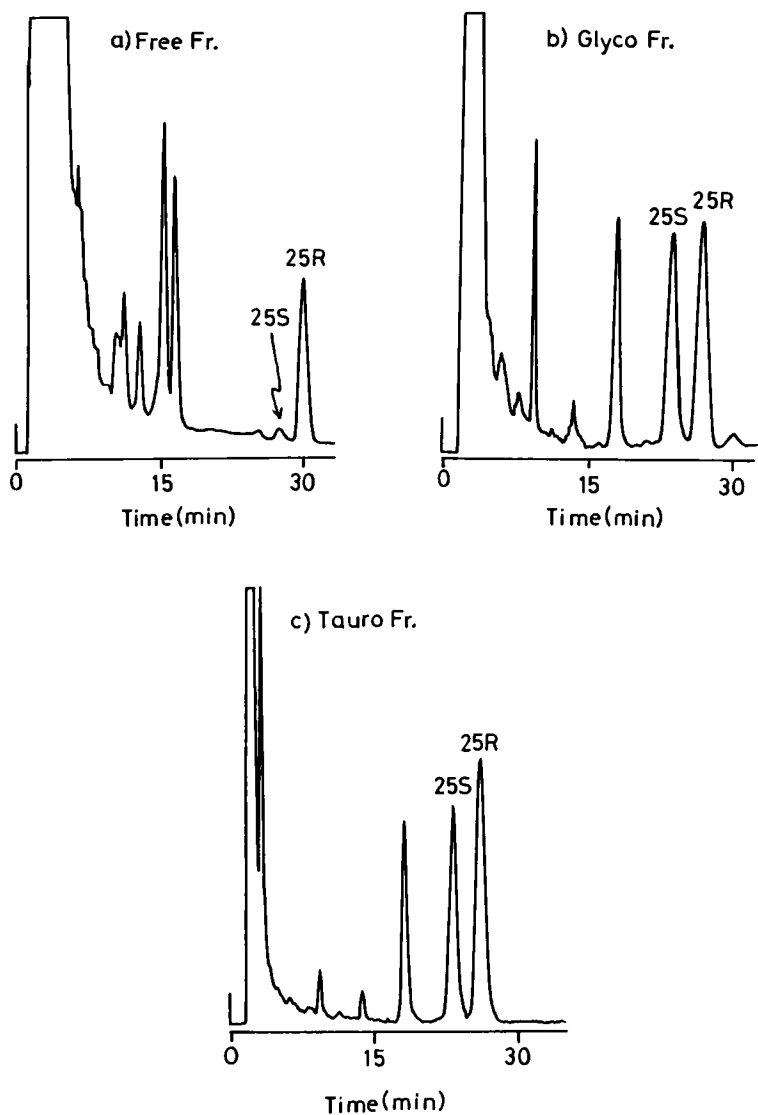 a) Free Fr.
25S
25R
0
15
30
Time(min)
b) Glyco Fr.
25S
25R
0
15
30
Time(min)
c) Tauro Fr.
25S
25R
0
15
30
Time(min)